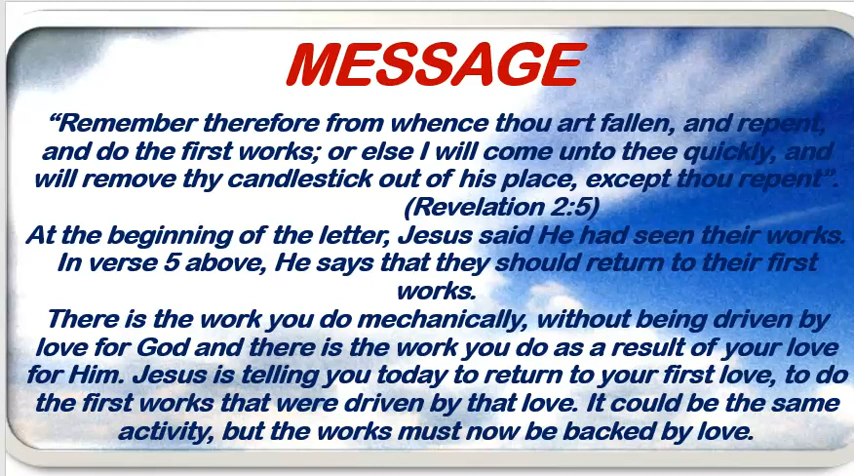 MESSAGE
“Remember therefore from whence thou art fallen, and repent,
and do the first works; or else I will come unto thee quickly, and
will remove thy candlestick out of his place, except thou repent”.
(Revelation 2:5)
At the beginning of the letter, Jesus said He had seen their works.
In verse 5 above, He says that they should return to their first
works.
There is the work you do mechanically, without being driven by
love for God and there is the work you do as a result of your love
for Him. Jesus is telling you today to return to your first love, to do
the first works that were driven by that love. It could be the same
activity, but the works must now be backed by love.